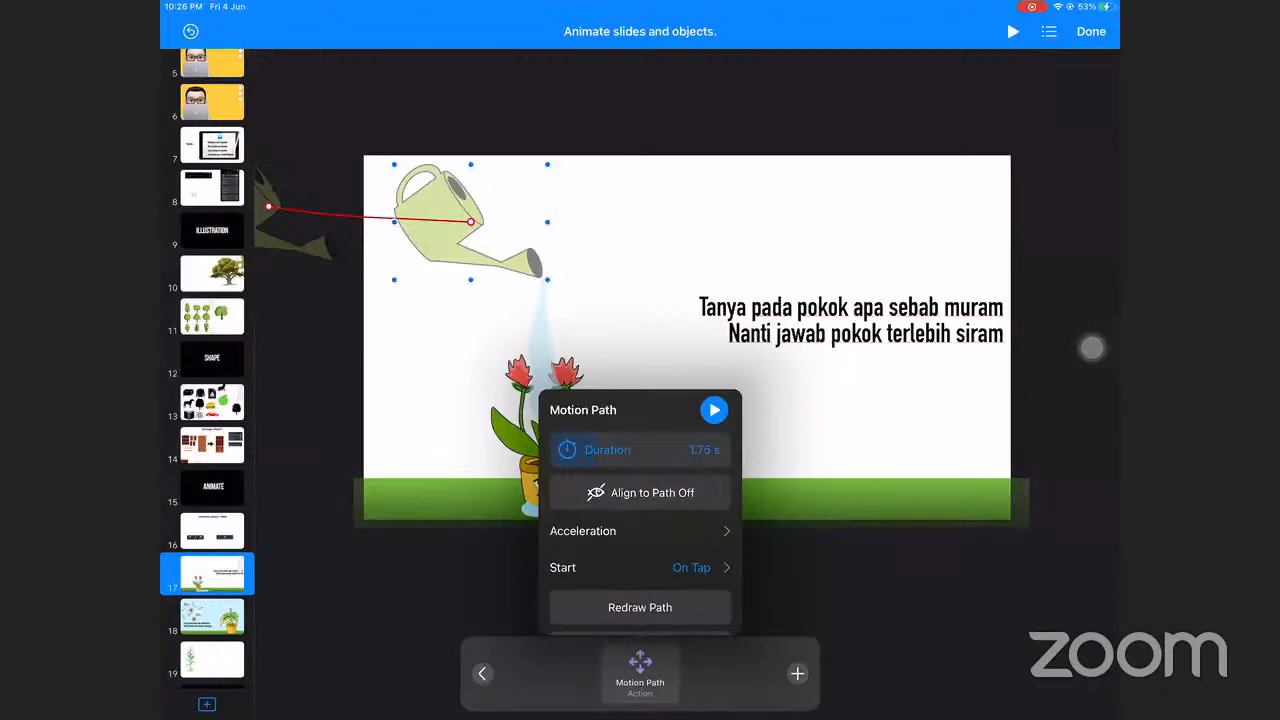 10:26 PM Fri 4 Jun
53%
Animate slides and objects.
Done
5
6
7
8
9
ILLUSTRATION
10
11
12
SHAPE
13
14
15
ANIMATE
16
17
18
19
Tanya pada pokok apa sebab muram
Nanti jawab pokok terlebih siram
Motion Path
Duration 1.75 s
Align to Path Off
Acceleration
Start On Tap
Redraw Path
Motion Path
Action
zoom